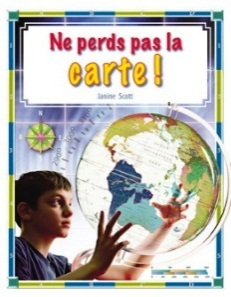 Ne perds pas la
carte !
Janine Scott